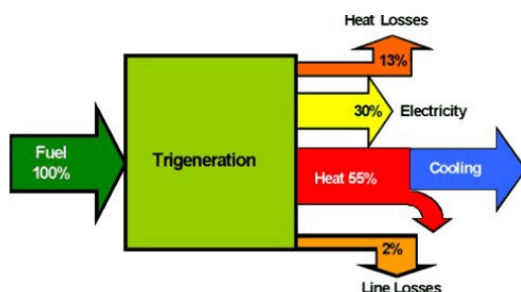 Heat Losses
13%
30%
Electricity
Fuel
100%
Trigeneration
Heat 55%
Cooling
2%
Line Losses